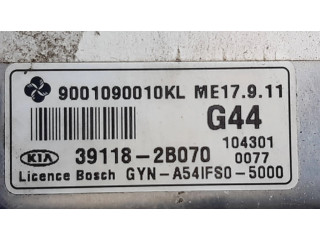 9001090010KL ME17.9.11
G44
104301
KIA 39118-2B070 0077
Licence Bosch GYN-A54IFS0-5000